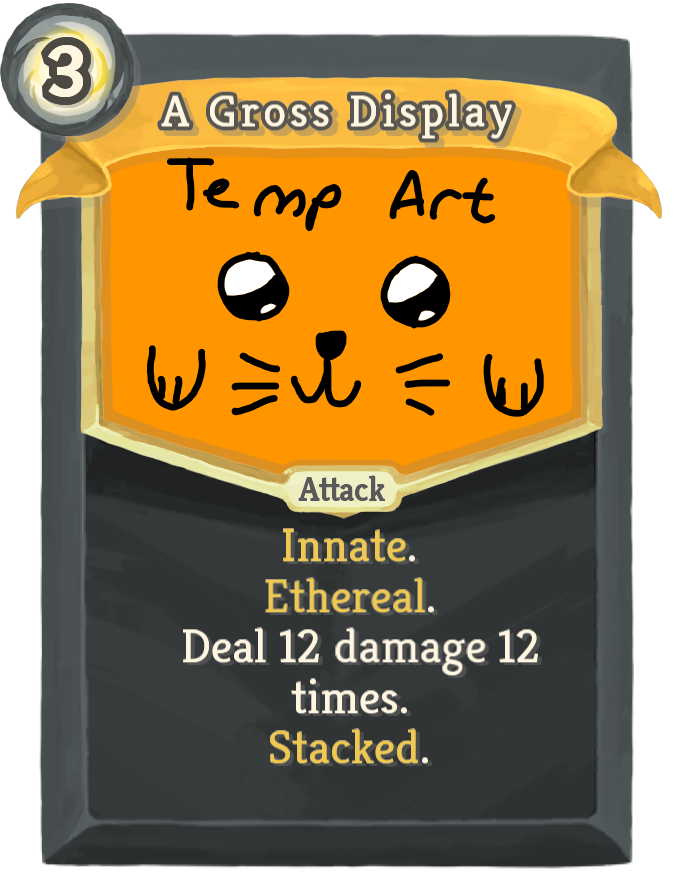 3
A Gross Display
Temp Art
Attack
Innate.
Ethereal.
Deal 12 damage 12
times.
Stacked.